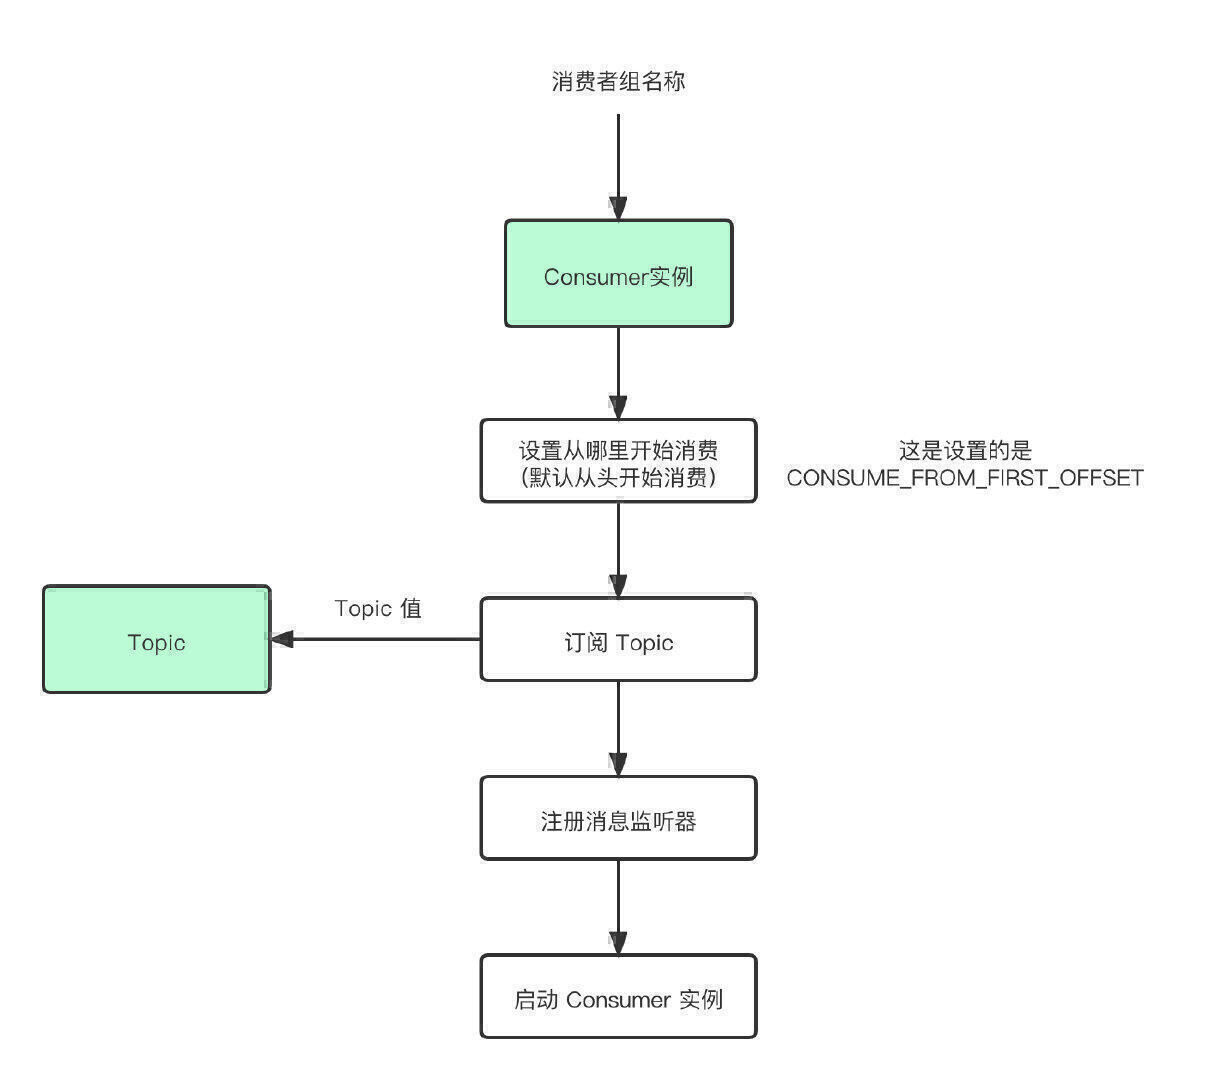 消费者组名称
Consumer实例
设置从哪里开始消费
(默认从头开始消费)
这是设置的是
CONSUME_FROM_FIRST_OFFSET
Topic 值
Topic
订阅 Topic
注册消息监听器
启动 Consumer 实例